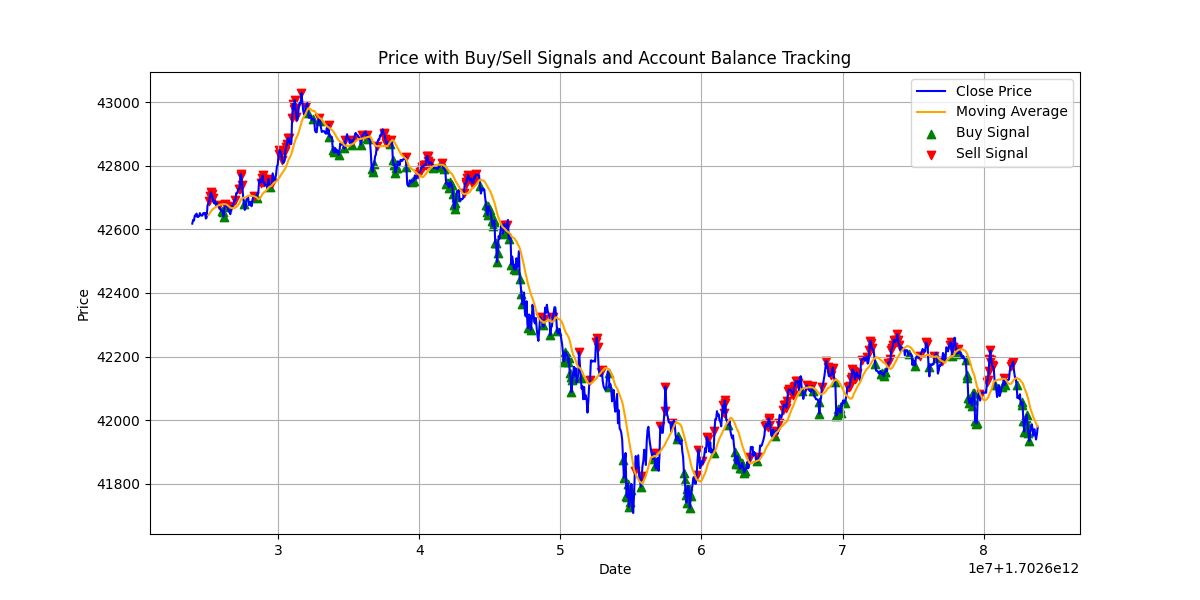 Price with Buy/Sell Signals and Account Balance Tracking
Close Price
Moving Average
Buy Signal
Sell Signal
43000
42800
42600
42400
42200
42000
41800
Price
3 4 5 6 7 8
Date
1e7+1.7026e12